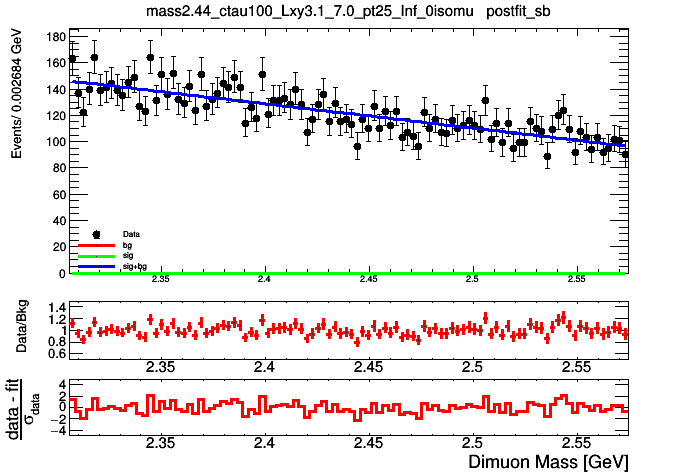 mass2.44_ctau100_Lxy3.1_7.0_pt25_Inf_0isomu postfit_sb
Events/ 0.002684 GeV
180
160
140
120
100
80
60
40
20
0
Data
bg
sig
sig+bg
2.35 2.4 2.45 2.5 2.55
Data/Bkg
1.4
1.2
1
0.8
0.6
2.35 2.4 2.45 2.5 2.55
data - fit
σdata
4
2
0
−2
−4
2.35 2.4 2.45 2.5 2.55
Dimuon Mass [GeV]